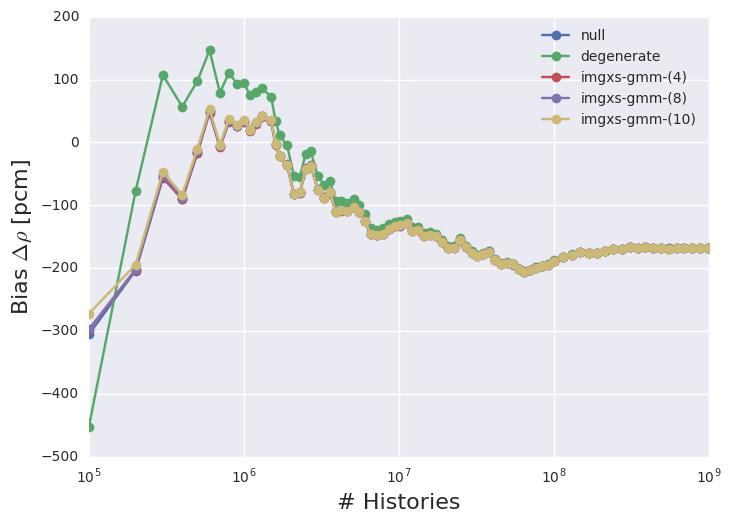 200
100
0
−100
−200
−300
−400
−500
Bias Δρ [pcm]
10^5
10^6
10^7
10^8
10^9
# Histories
null
degenerate
imgxs-gmm-(4)
imgxs-gmm-(8)
imgxs-gmm-(10)